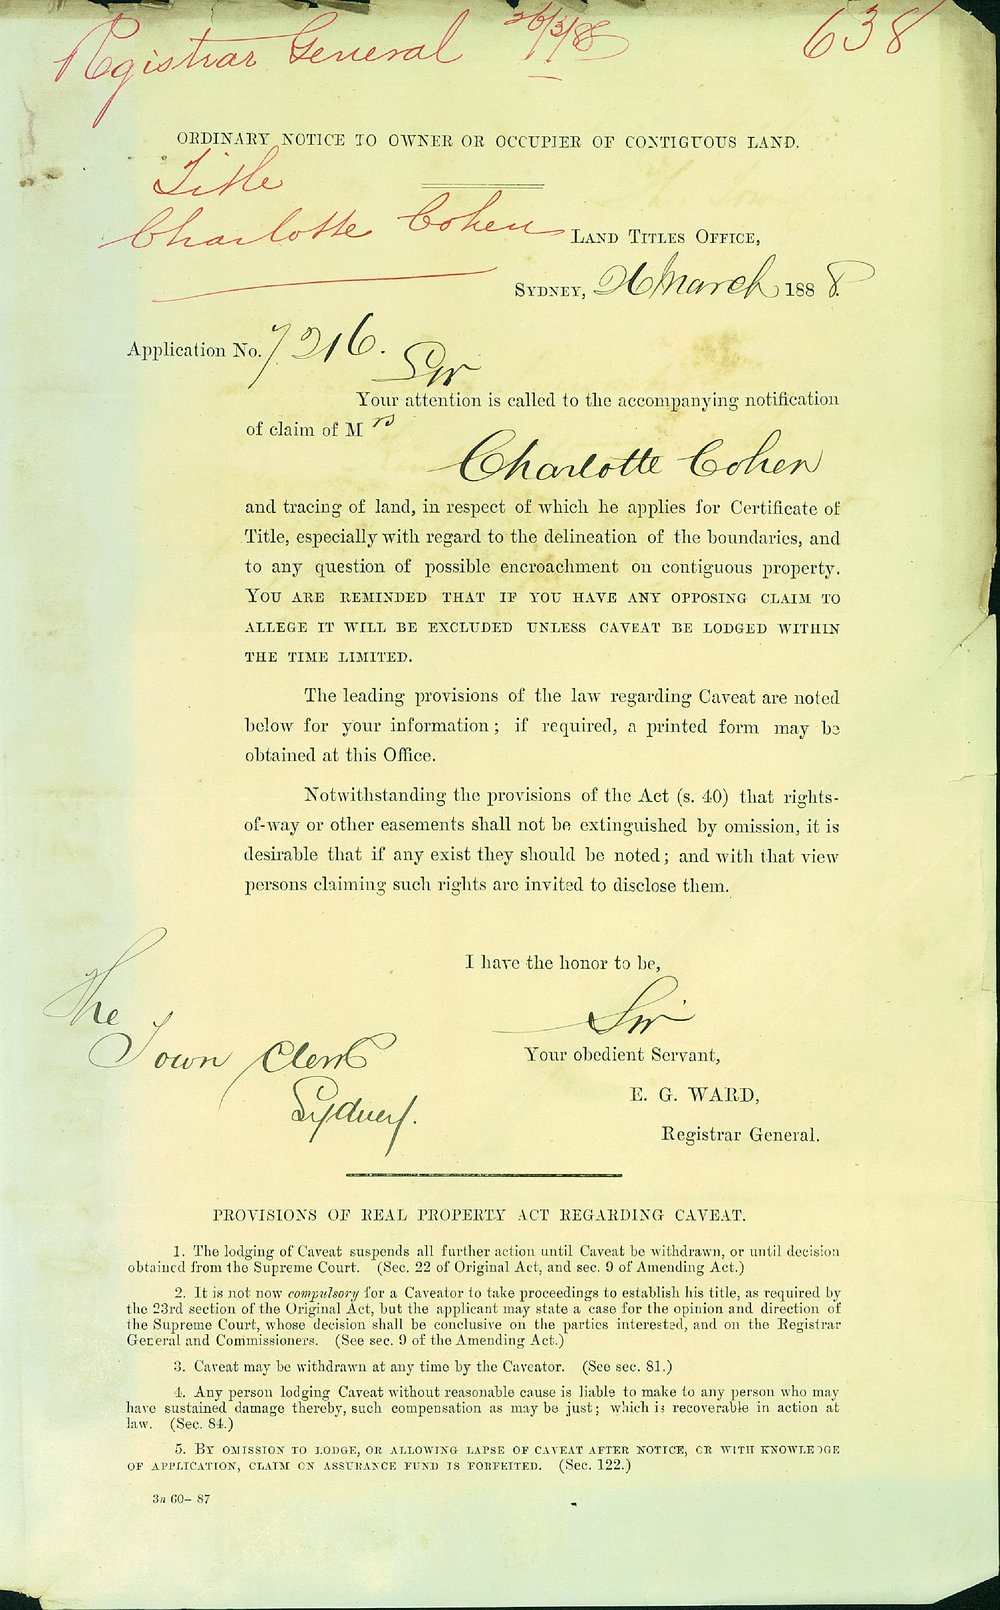 Registrar General 26/3/88 638
ORDINARY NOTICE TO OWNER OR OCCUPIER OF CONTIGUOUS LAND.
Title
Charlotte Cohen
LAND TITLES OFFICE,
SYDNEY, 26 March 1888.
Application No. 7216.
Sir
Your attention is called to the accompanying notification
of claim of Mrs
Charlotte Cohen
and tracing of land, in respect of which he applies for Certificate of
Title, especially with regard to the delineation of the boundaries, and
to any question of possible encroachment on contiguous property.
YOU ARE REMINDED THAT IF YOU HAVE ANY OPPOSING CLAIM TO
ALLEGE IT WILL BE EXCLUDED UNLESS CAVEAT BE LODGED WITHIN
THE TIME LIMITED.
The leading provisions of the law regarding Caveat are noted
below for your information; if required, a printed form may be
obtained at this Office.
Notwithstanding the provisions of the Act (s. 40) that rights-
of-way or other easements shall not be extinguished by omission, it is
desirable that if any exist they should be noted; and with that view
persons claiming such rights are invited to disclose them.
I have the honor to be,
Sir
Your obedient Servant,
E. G. WARD,
Registrar General.
The
Town Clerk
Sydney.
PROVISIONS OF REAL PROPERTY ACT REGARDING CAVEAT.
1. The lodging of Caveat suspends all further action until Caveat be withdrawn, or until decision
obtained from the Supreme Court. (Sec. 22 of Original Act, and sec. 9 of Amending Act.)
2. It is not now compulsory for a Caveator to take proceedings to establish his title, as required by
the 23rd section of the Original Act, but the applicant may state a case for the opinion and direction of
the Supreme Court, whose decision shall be conclusive on the parties interested, and on the Registrar
General and Commissioners. (See sec. 9 of the Amending Act.)
3. Caveat may be withdrawn at any time by the Caveator. (See sec. 81.)
4. Any person lodging Caveat without reasonable cause is liable to make to any person who may
have sustained damage thereby, such compensation as may be just; which is recoverable in action at
law. (Sec. 84.)
5. BY OMISSION TO LODGE, OR ALLOWING LAPSE OF CAVEAT AFTER NOTICE, OR WITH KNOWLEDGE
OF APPLICATION, CLAIM ON ASSURANCE FUND IS FORFEITED. (Sec. 122.)
3n 60– 87